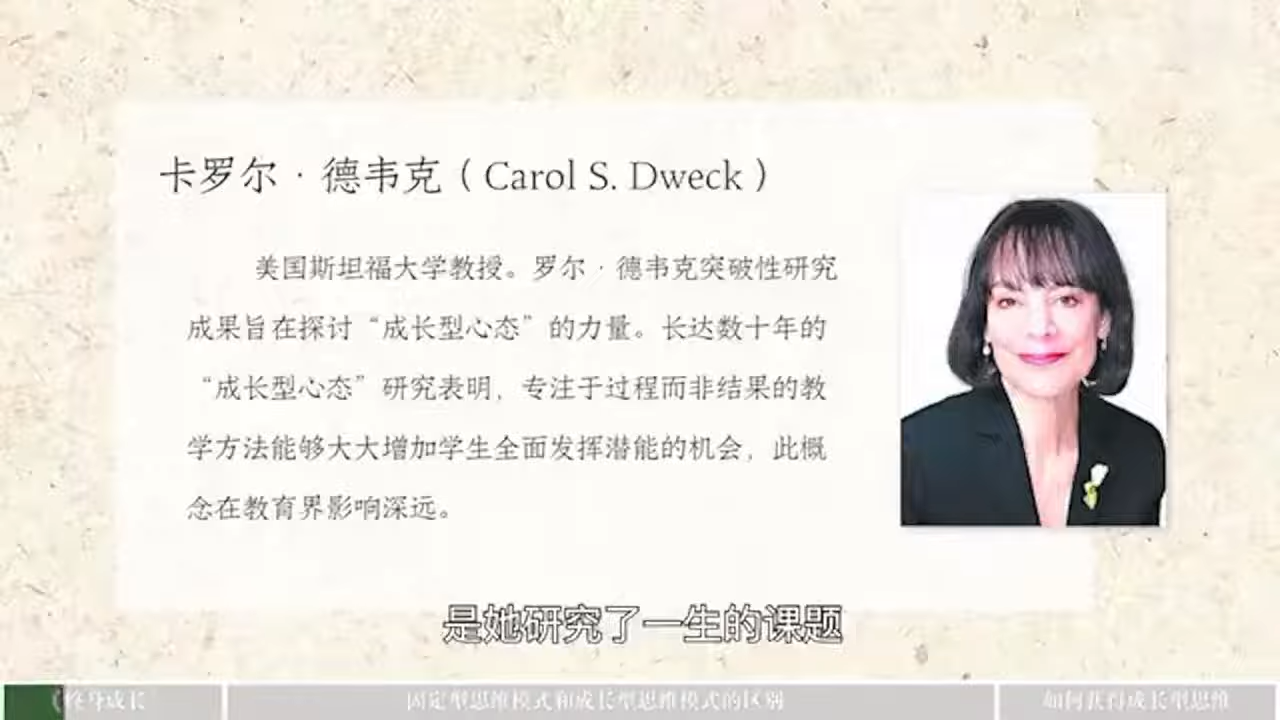 卡罗尔·德韦克（Carol S. Dweck）
美国斯坦福大学教授。罗尔·德韦克突破性研究
成果旨在探讨“成长型心态”的力量。长达数十年的
“成长型心态”研究表明，专注于过程而非结果的教
学方法能够大大增加学生全面发挥潜能的机会，此概
念在教育界影响深远。
是她研究了一生的课题
终身成长
固定型思维模式和成长型思维模式的区别
如何获得成长型思维